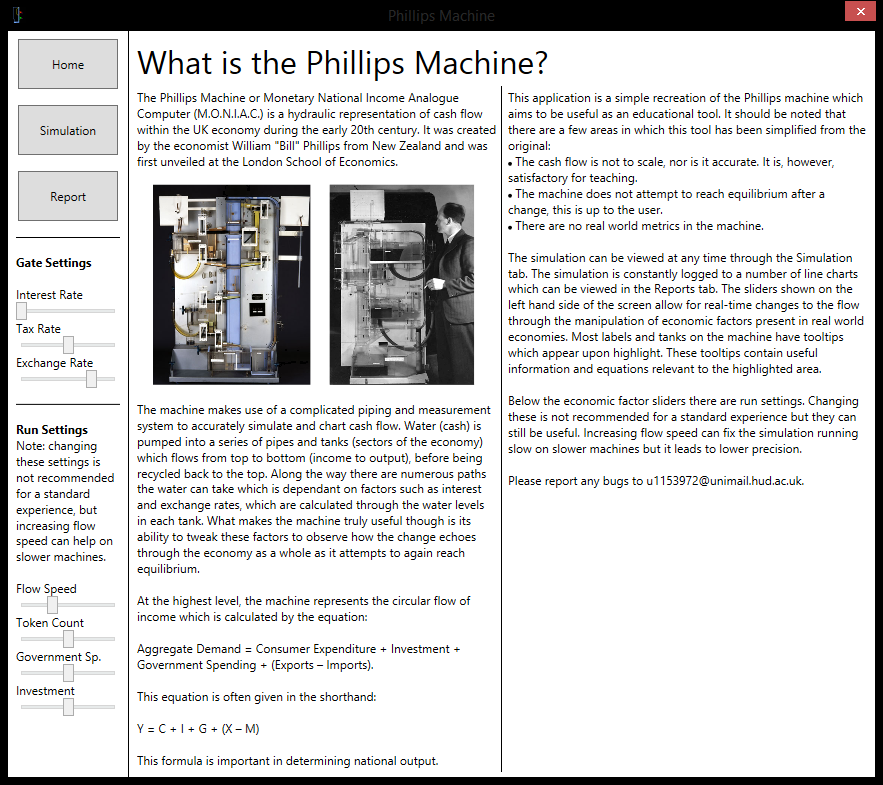 Phillips Machine
Home
Simulation
Report
Gate Settings
Interest Rate
Tax Rate
Exchange Rate
Run Settings
Note: changing
these settings is
not recommended
for a standard
experience, but
increasing flow
speed can help on
slower machines.
Flow Speed
Token Count
Government Sp.
Investment
What is the Phillips Machine?
The Phillips Machine or Monetary National Income Analogue
Computer (M.O.N.I.A.C.) is a hydraulic representation of cash flow
within the UK economy during the early 20th century. It was created
by the economist William "Bill" Phillips from New Zealand and was
first unveiled at the London School of Economics.
The machine makes use of a complicated piping and measurement
system to accurately simulate and chart cash flow. Water (cash) is
pumped into a series of pipes and tanks (sectors of the economy)
which flows from top to bottom (income to output), before being
recycled back to the top. Along the way there are numerous paths
the water can take which is dependant on factors such as interest
and exchange rates, which are calculated through the water levels
in each tank. What makes the machine truly useful though is its
ability to tweak these factors to observe how the change echoes
through the economy as a whole as it attempts to again reach
equilibrium.
At the highest level, the machine represents the circular flow of
income which is calculated by the equation:
Aggregate Demand = Consumer Expenditure + Investment +
Government Spending + (Exports – Imports).
This equation is often given in the shorthand:
Y = C + I + G + (X – M)
This formula is important in determining national output.
This application is a simple recreation of the Phillips machine which
aims to be useful as an educational tool. It should be noted that
there are a few areas in which this tool has been simplified from the
original:
• The cash flow is not to scale, nor is it accurate. It is, however,
satisfactory for teaching.
• The machine does not attempt to reach equilibrium after a
change, this is up to the user.
• There are no real world metrics in the machine.
The simulation can be viewed at any time through the Simulation
tab. The simulation is constantly logged to a number of line charts
which can be viewed in the Reports tab. The sliders shown on the
left hand side of the screen allow for real-time changes to the flow
through the manipulation of economic factors present in real world
economies. Most labels and tanks on the machine have tooltips
which appear upon highlight. These tooltips contain useful
information and equations relevant to the highlighted area.
Below the economic factor sliders there are run settings. Changing
these is not recommended for a standard experience but they can
still be useful. Increasing flow speed can fix the simulation running
slow on slower machines but it leads to lower precision.
Please report any bugs to u1153972@unimail.hud.ac.uk.